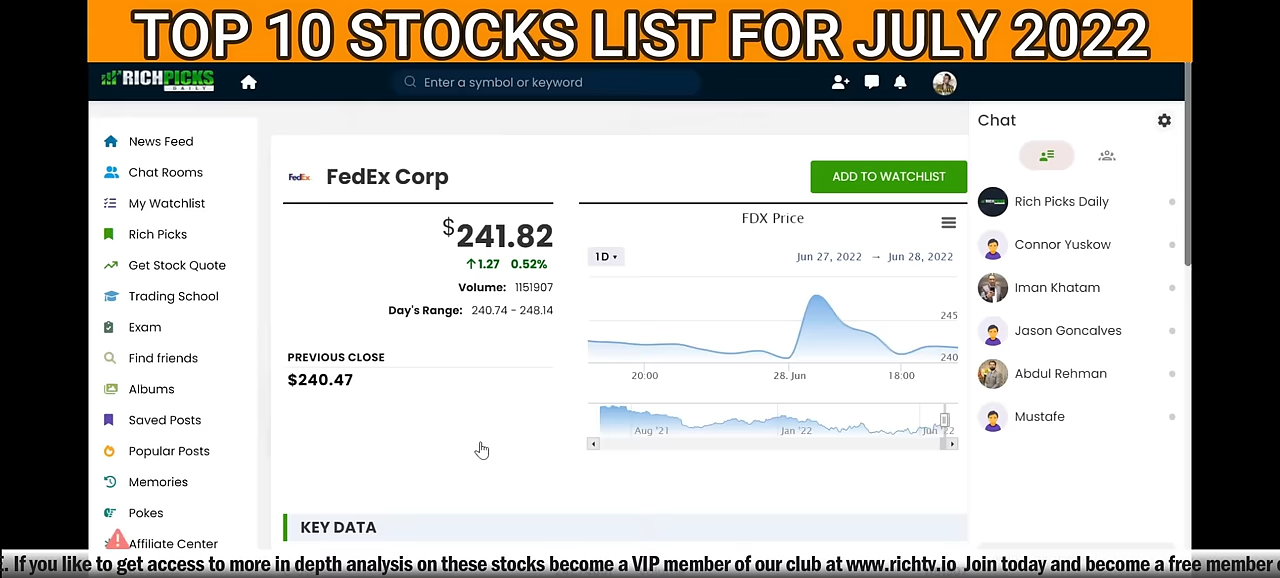 TOP 10 STOCKS LIST FOR JULY 2022
RICHPICKS
DAILY
Enter a symbol or keyword
News Feed
Chat Rooms
My Watchlist
Rich Picks
Get Stock Quote
Trading School
Exam
Find friends
Albums
Saved Posts
Popular Posts
Memories
Pokes
Affiliate Center
FedEx
FedEx Corp
ADD TO WATCHLIST
$241.82
↑1.27 0.52%
Volume: 1151907
Day's Range: 240.74 - 248.14
PREVIOUS CLOSE
$240.47
FDX Price
1D ▾
Jun 27, 2022 → Jun 28, 2022
245
240
20:00 28. Jun 18:00
Aug '21 Jan '22 Jun '22
KEY DATA
Chat
Rich Picks Daily
Connor Yuskow
Iman Khatam
Jason Goncalves
Abdul Rehman
Mustafe
E. If you like to get access to more in depth analysis on these stocks become a VIP member of our club at www.richtv.io Join today and become a free member